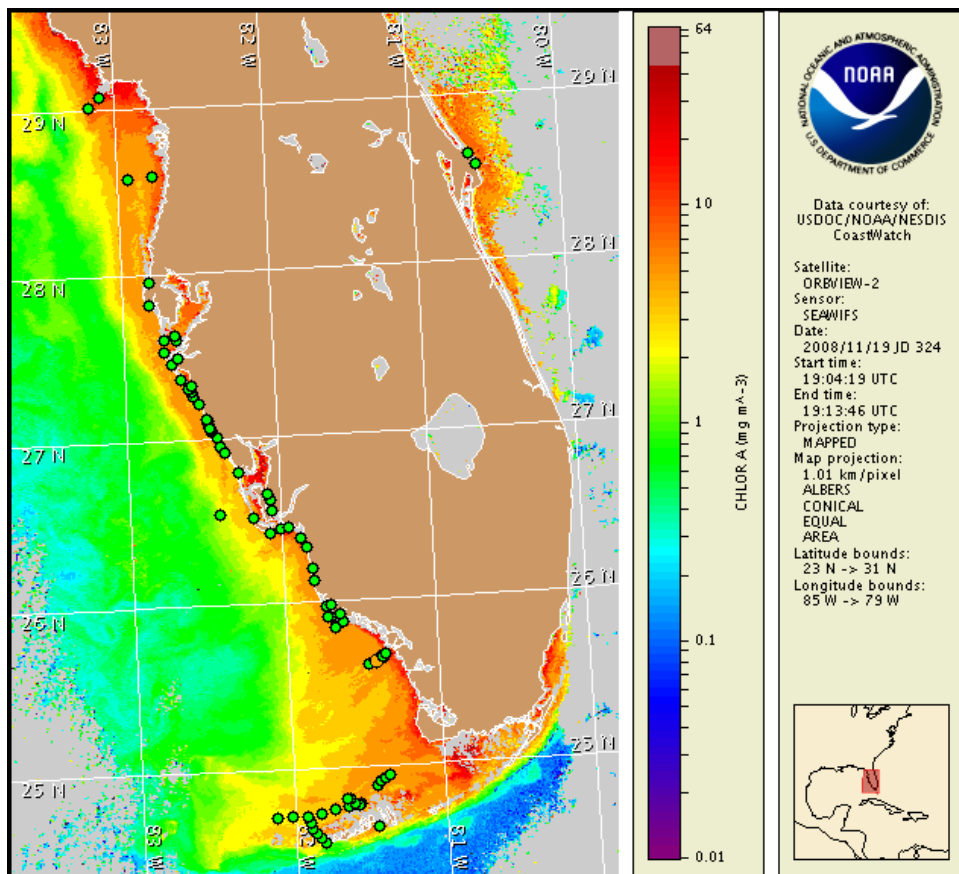 83 W
82 W
81 W
80 W
29 N
29 N
28 N
28 N
27 N
27 N
26 N
26 N
25 N
25 N
83 W
82 W
81 W
64
10
1
0.1
0.01
CHLOR A (mg m^-3)
NATIONAL OCEANIC AND ATMOSPHERIC ADMINISTRATION
NOAA
U.S. DEPARTMENT OF COMMERCE
Data courtesy of:
USDOC/NOAA/NESDIS
CoastWatch
Satellite:
ORBVIEW-2
Sensor:
SEAWIFS
Date:
2008/11/19 JD 324
Start time:
19:04:19 UTC
End time:
19:13:46 UTC
Projection type:
MAPPED
Map projection:
1.01 km/pixel
ALBERS
CONICAL
EQUAL
AREA
Latitude bounds:
23 N -> 31 N
Longitude bounds:
85 W -> 79 W